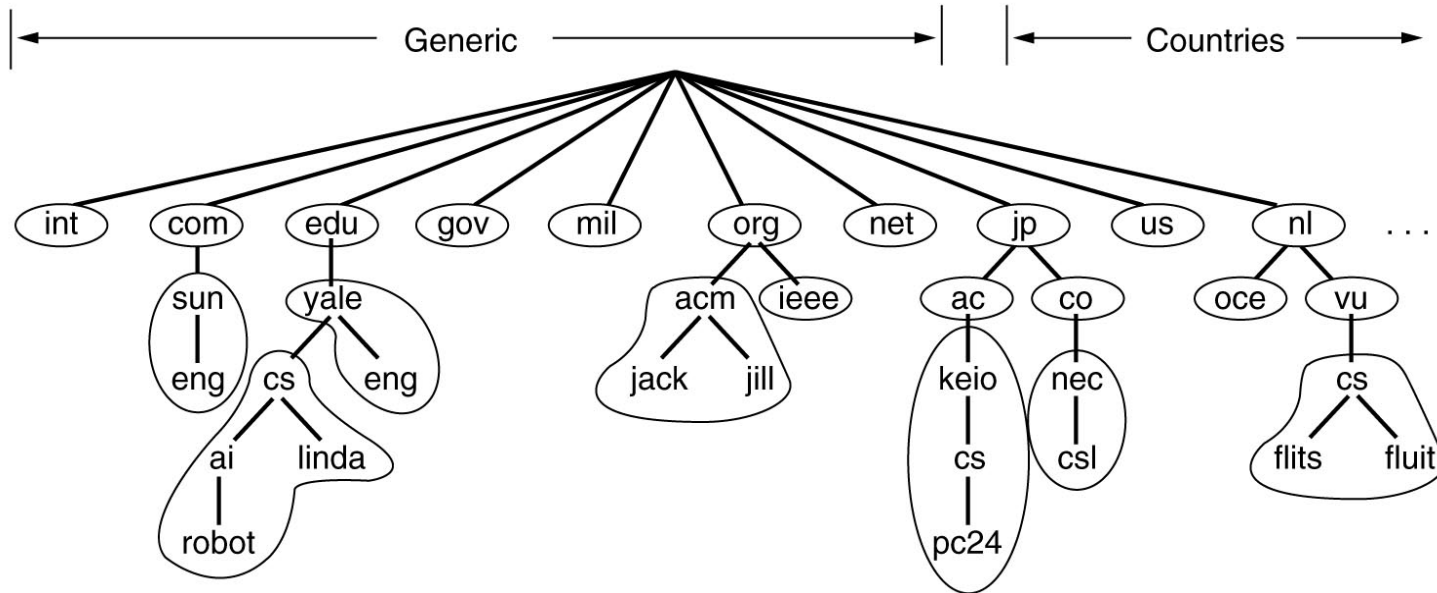 Generic Countries
int com edu gov mil org net jp us nl ...
sun yale acm ieee ac co oce vu
eng cs eng jack jill keio nec cs
ai linda cs csl flits fluit
robot pc24